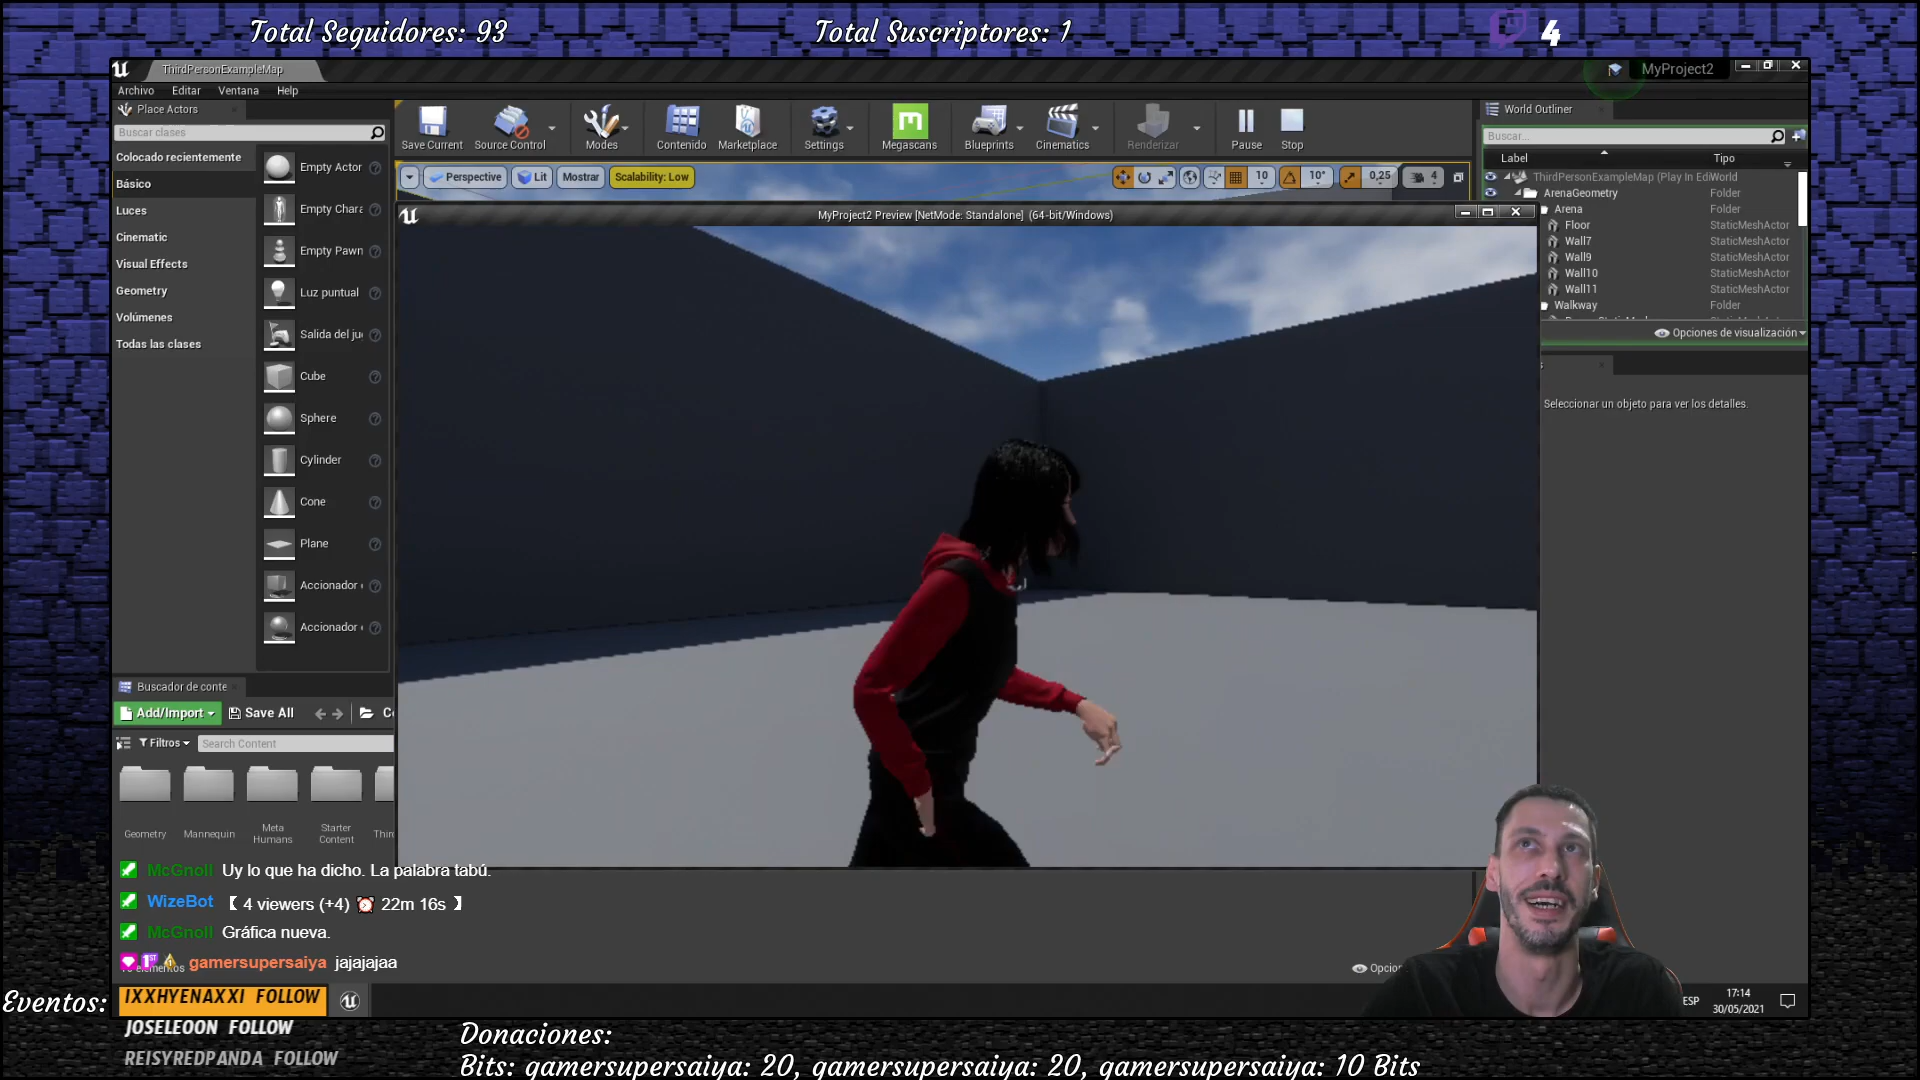 Total Seguidores: 93
Total Suscriptores: 1
4
ThirdPersonExampleMap
MyProject2
Archivo Editar Ventana Help
Place Actors
Buscar clases
Colocado recientemente
Básico
Luces
Cinematic
Visual Effects
Geometry
Volúmenes
Todas las clases
Empty Actor
Empty Chara
Empty Pawn
Luz puntual
Salida del ju
Cube
Sphere
Cylinder
Cone
Plane
Accionador
Accionador
Save Current
Source Control
Modes
Contenido
Marketplace
Settings
Megascans
Blueprints
Cinematics
Renderizar
Pause
Stop
Perspective Lit Mostrar Scalability: Low
10 10° 0,25 4
MyProject2 Preview [NetMode: Standalone] (64-bit/Windows)
World Outliner
Buscar...
Label Tipo
ThirdPersonExampleMap (Play In Edi World
ArenaGeometry Folder
Arena Folder
Floor StaticMeshActor
Wall7 StaticMeshActor
Wall9 StaticMeshActor
Wall10 StaticMeshActor
Wall11 StaticMeshActor
Walkway Folder
Opciones de visualización
Seleccionar un objeto para ver los detalles.
Buscador de conte
Add/Import Save All
Filtros Search Content
Geometry
Mannequin
Meta Humans
Starter Content
Thir
McGnoll Uy lo que ha dicho. La palabra tabú.
WizeBot 【 4 viewers (+4) ⏰ 22m 16s 】
McGnoll Gráfica nueva.
gamersupersaiya jajajajaa
elementos
Opcio
ESP
17:14
30/05/2021
Eventos: IXXHYENAXXI FOLLOW
JOSELEOON FOLLOW
REISYREDPANDA FOLLOW
Donaciones:
Bits: gamersupersaiya: 20, gamersupersaiya: 20, gamersupersaiya: 10 Bits